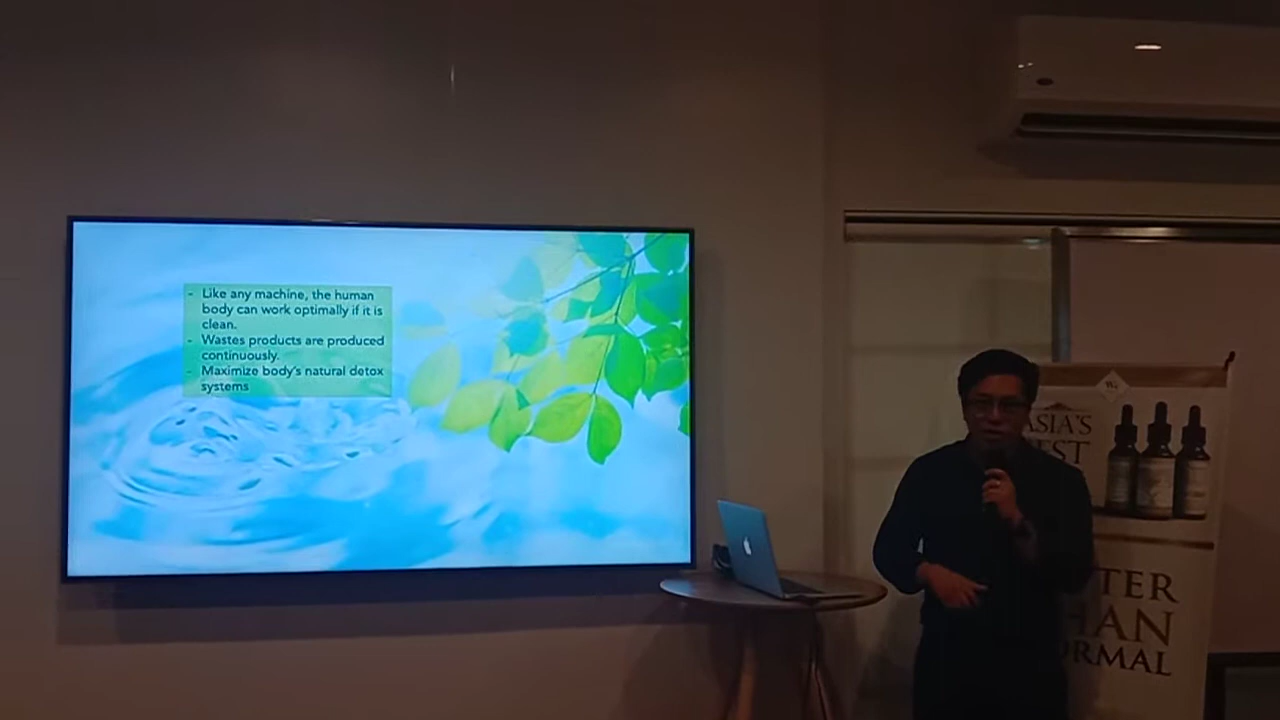 - Like any machine, the human
body can work optimally if it is
clean.
- Wastes products are produced
continuously.
- Maximize body's natural detox
systems
ASIA'S
EST
TER
HAN
RMAL